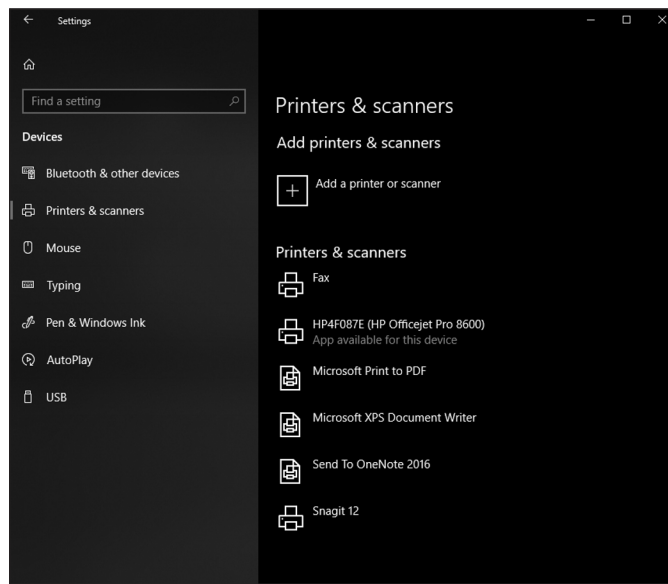 Settings
Find a setting
Devices
Bluetooth & other devices
Printers & scanners
Mouse
Typing
Pen & Windows Ink
AutoPlay
USB
Printers & scanners
Add printers & scanners
Add a printer or scanner
Printers & scanners
Fax
HP4F087E (HP Officejet Pro 8600)
App available for this device
Microsoft Print to PDF
Microsoft XPS Document Writer
Send To OneNote 2016
Snagit 12